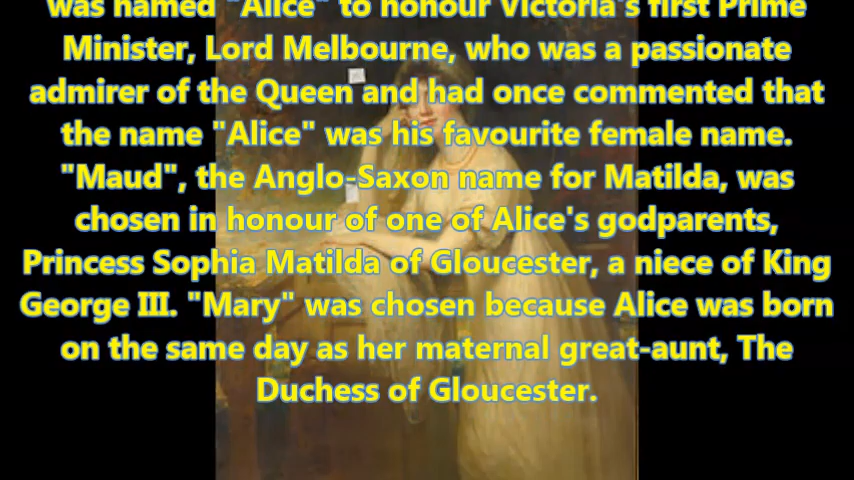 was named "Alice" to honour Victoria's first Prime
Minister, Lord Melbourne, who was a passionate
admirer of the Queen and had once commented that
the name "Alice" was his favourite female name.
"Maud", the Anglo-Saxon name for Matilda, was
chosen in honour of one of Alice's godparents,
Princess Sophia Matilda of Gloucester, a niece of King
George III. "Mary" was chosen because Alice was born
on the same day as her maternal great-aunt, The
Duchess of Gloucester.